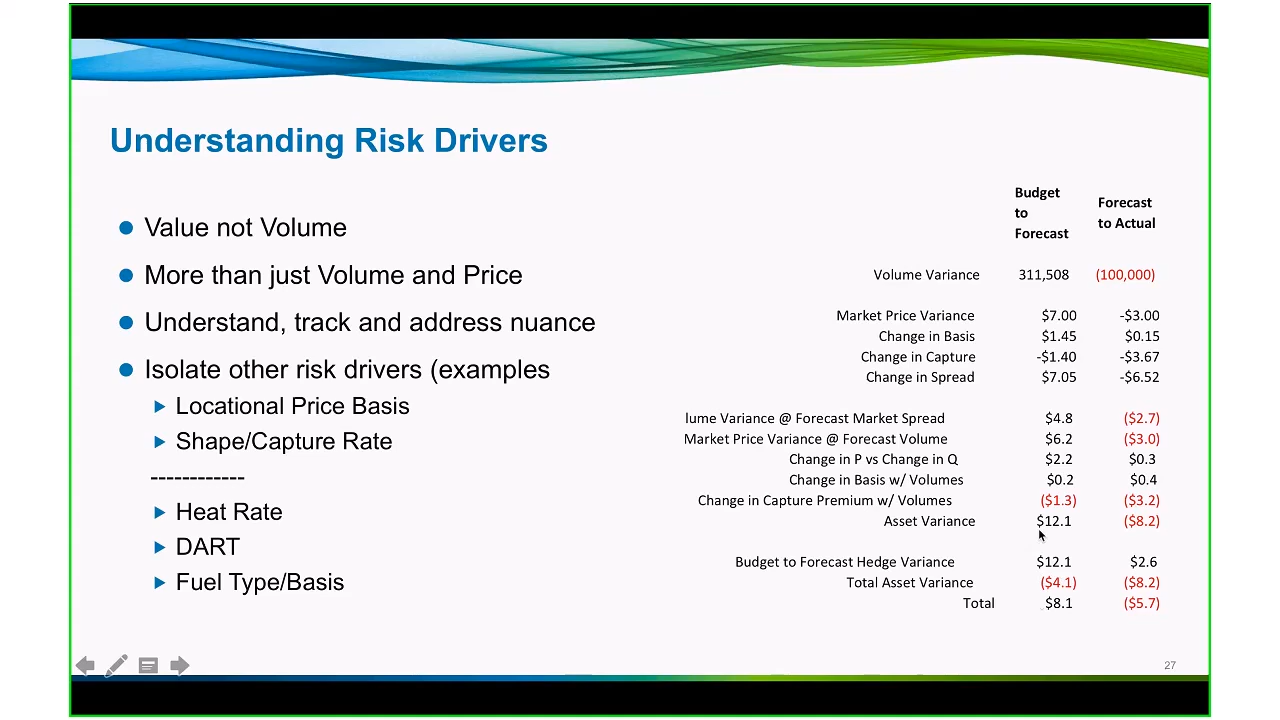 Understanding Risk Drivers
Value not Volume
More than just Volume and Price
Understand, track and address nuance
Isolate other risk drivers (examples
Locational Price Basis
Shape/Capture Rate
------------
Heat Rate
DART
Fuel Type/Basis
Budget
to
Forecast
Forecast
to Actual
Volume Variance 311,508 (100,000)
Market Price Variance $7.00 -$3.00
Change in Basis $1.45 $0.15
Change in Capture -$1.40 -$3.67
Change in Spread $7.05 -$6.52
lume Variance @ Forecast Market Spread $4.8 ($2.7)
Market Price Variance @ Forecast Volume $6.2 ($3.0)
Change in P vs Change in Q $2.2 $0.3
Change in Basis w/ Volumes $0.2 $0.4
Change in Capture Premium w/ Volumes ($1.3) ($3.2)
Asset Variance $12.1 ($8.2)
Budget to Forecast Hedge Variance $12.1 $2.6
Total Asset Variance ($4.1) ($8.2)
Total $8.1 ($5.7)
27